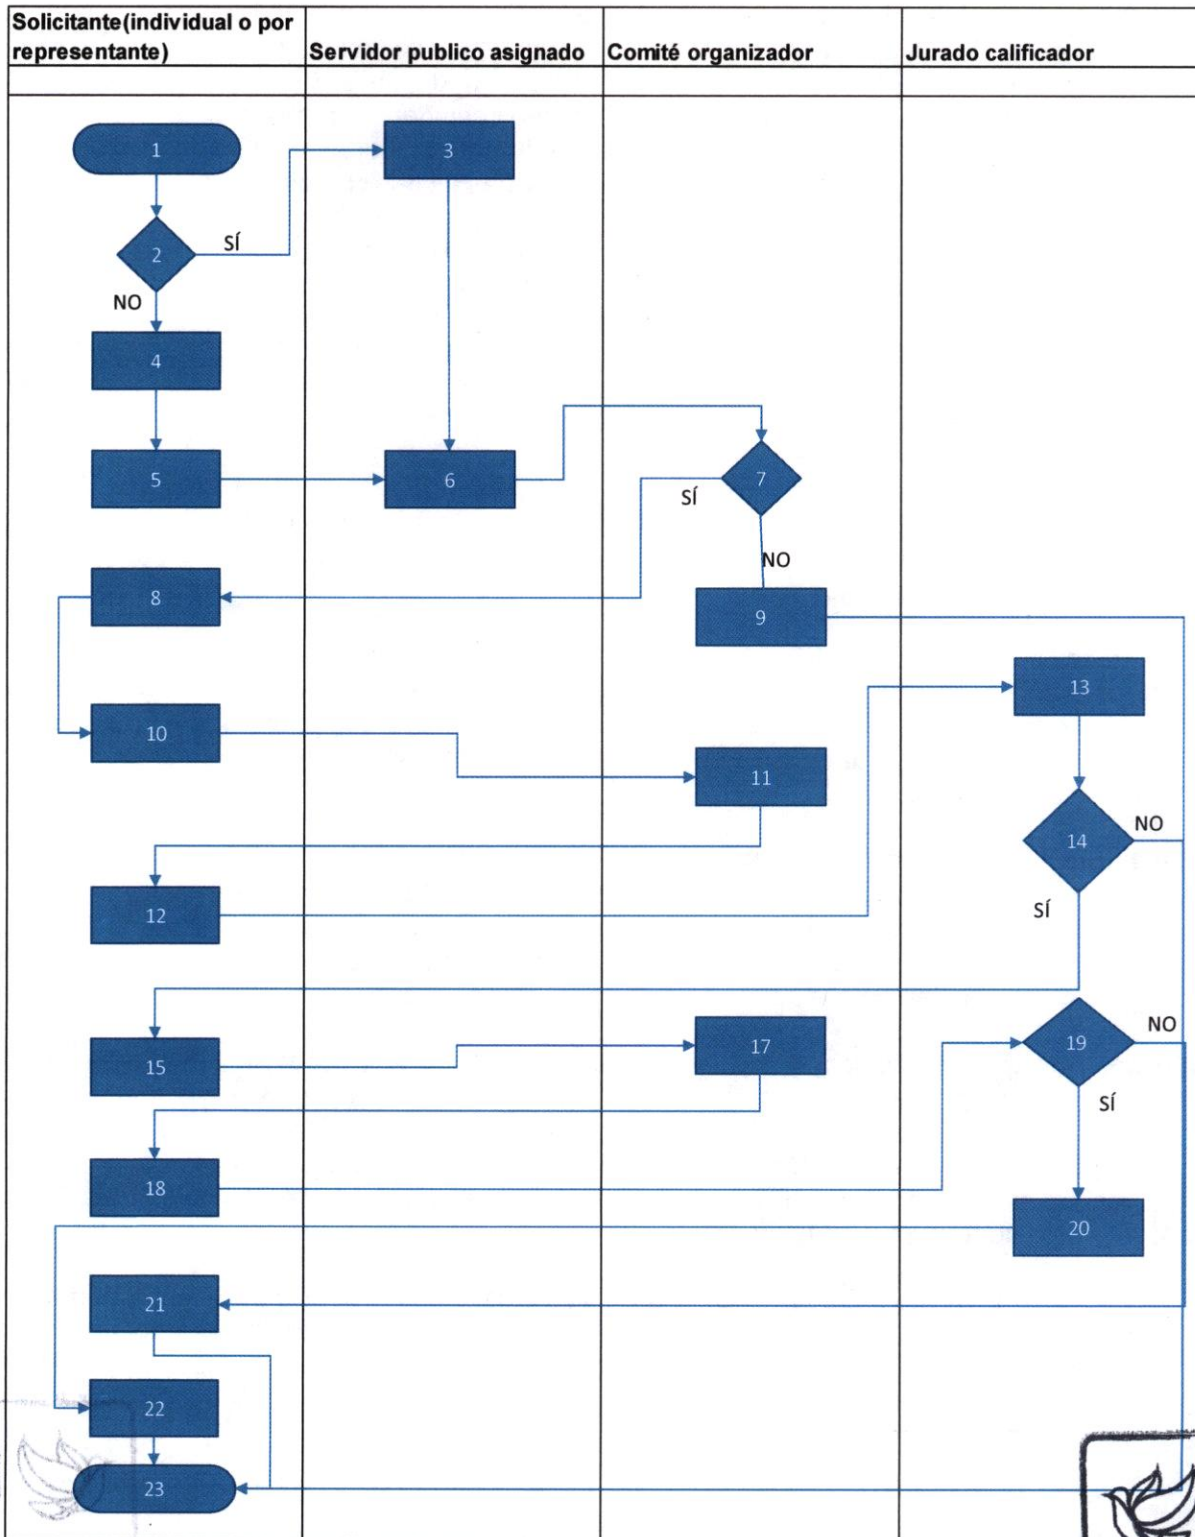 Solicitante(individual o por
representante)
Servidor publico asignado
Comité organizador
Jurado calificador
1
3
2
SÍ
NO
4
5
6
7
SÍ
NO
8
9
13
10
11
14
NO
SÍ
12
15
17
19
NO
SÍ
18
20
21
22
23